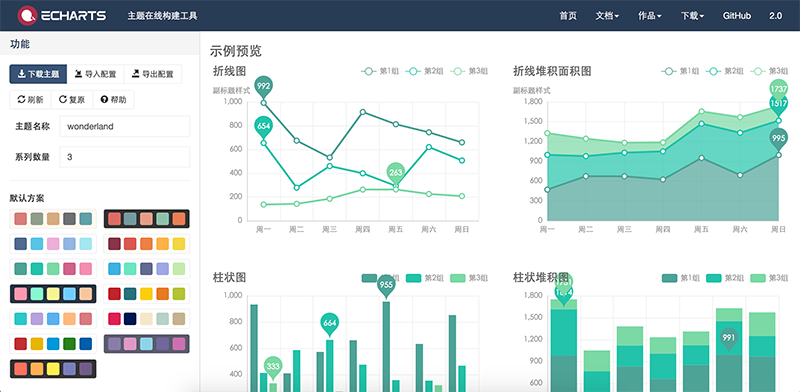 ECHARTS 主题在线构建工具 首页 文档 作品 下载 GitHub 2.0
功能
下载主题 导入配置 导出配置
刷新 复原 帮助
主题名称 wonderland
系列数量 3
默认方案
示例预览
折线图 第1组 第2组 第3组
副标题样式
992
654
263
1,000
800
600
400
200
0
周一 周二 周三 周四 周五 周六 周日
折线堆积面积图 第1组 第2组 第3组
副标题样式
1737
1517
995
1,800
1,500
1,200
900
600
300
0
周一 周二 周三 周四 周五 周六 周日
柱状图 第1组 第2组 第3组
955
664
333
1,000
800
600
400
柱状堆积图 第1组 第2组 第3组
991
1,800
1,500
1,200
900
600